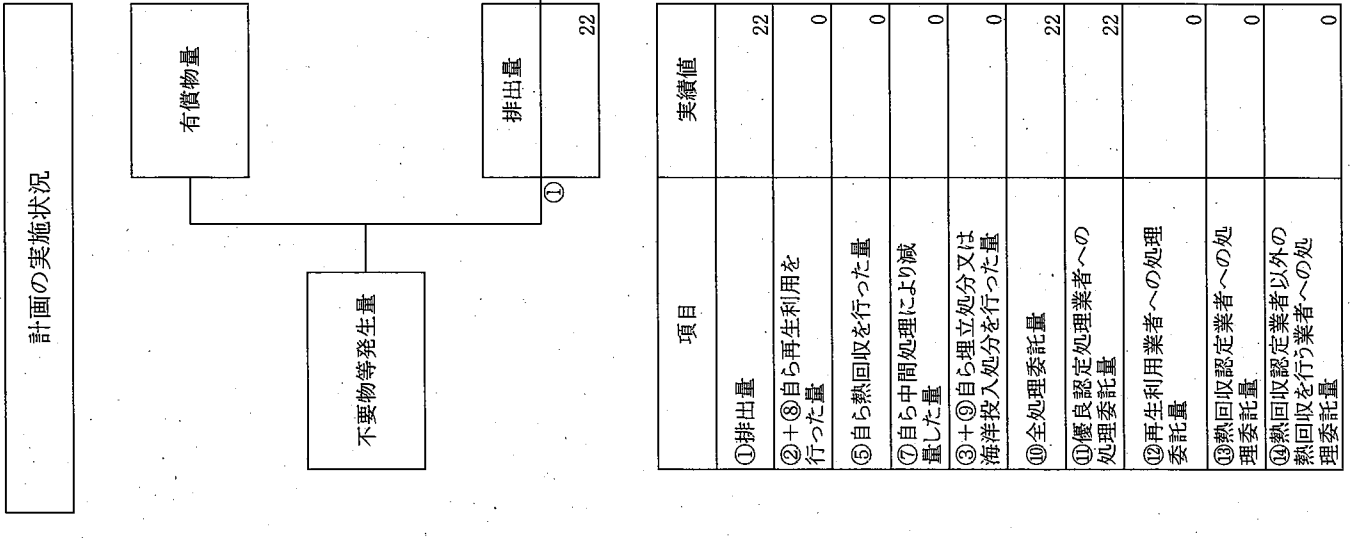 計画の実施状況
有償物量
不要物等発生量
排出量
①
22
項目
実績値
①排出量
22
②+⑧自ら再生利用を
行った量
0
⑤自ら熱回収を行った量
0
⑦自ら中間処理により減
量した量
0
③+⑨自ら埋立処分又は
海洋投入処分を行った量
0
⑩全処理委託量
22
⑪優良認定処理業者への
処理委託量
22
⑫再生利用業者への処理
委託量
0
⑬熱回収認定業者への処
理委託量
0
⑭熱回収認定業者以外の
熱回収を行う業者への処
理委託量
0